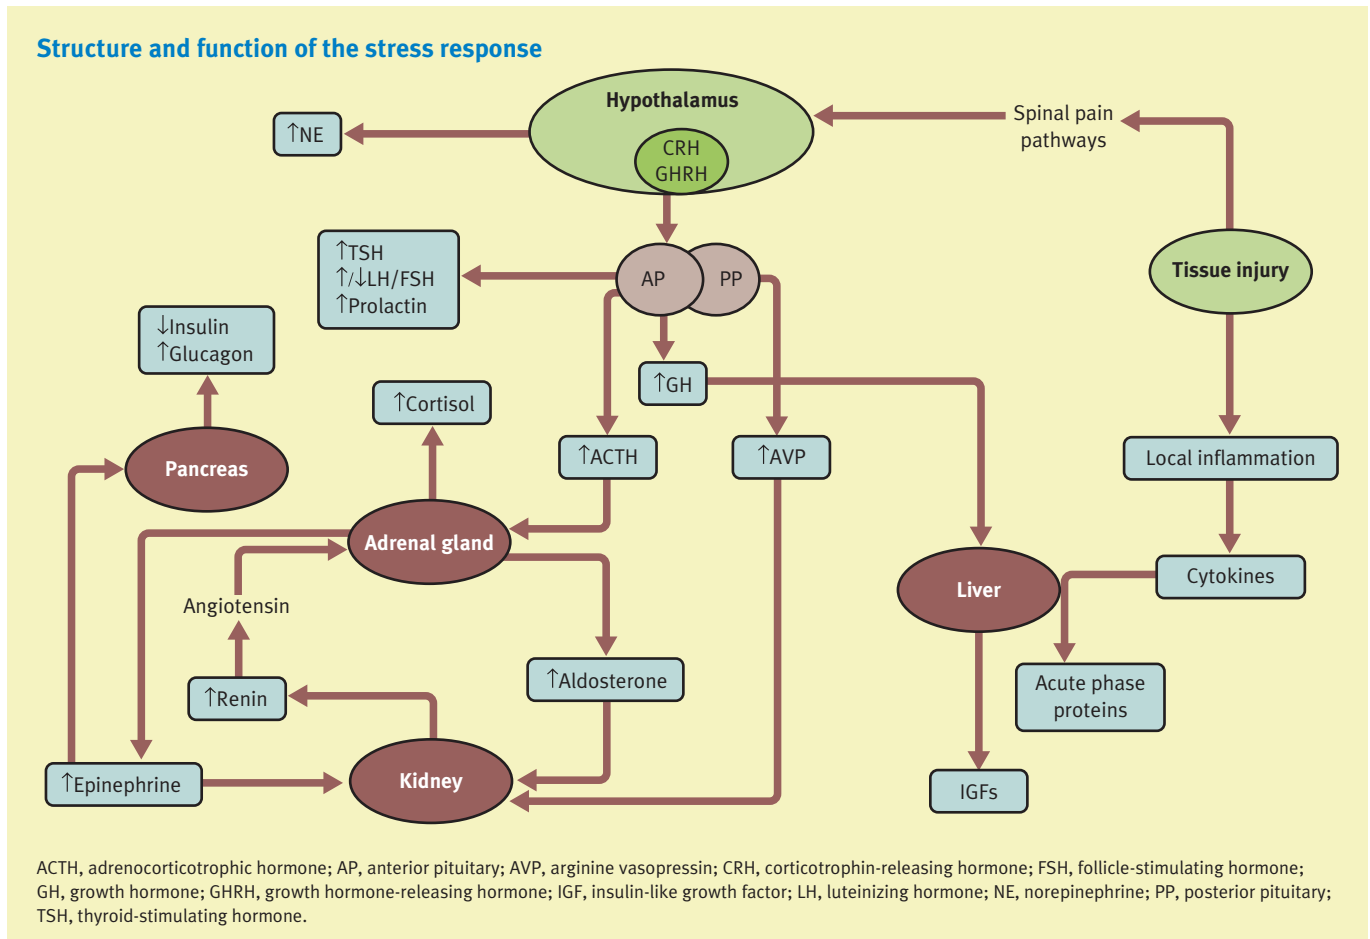 Structure and function of the stress response
Hypothalamus
CRH
GHRH
↑NE
Spinal pain
pathways
Tissue injury
↑TSH
↑/↓LH/FSH
↑Prolactin
AP
PP
↓Insulin
↑Glucagon
↑GH
↑Cortisol
Pancreas
↑ACTH
↑AVP
Local inflammation
Adrenal gland
Cytokines
Liver
Angiotensin
↑Renin
↑Aldosterone
Acute phase
proteins
↑Epinephrine
Kidney
IGFs
ACTH, adrenocorticotrophic hormone; AP, anterior pituitary; AVP, arginine vasopressin; CRH, corticotrophin-releasing hormone; FSH, follicle-stimulating hormone;
GH, growth hormone; GHRH, growth hormone-releasing hormone; IGF, insulin-like growth factor; LH, luteinizing hormone; NE, norepinephrine; PP, posterior pituitary;
TSH, thyroid-stimulating hormone.